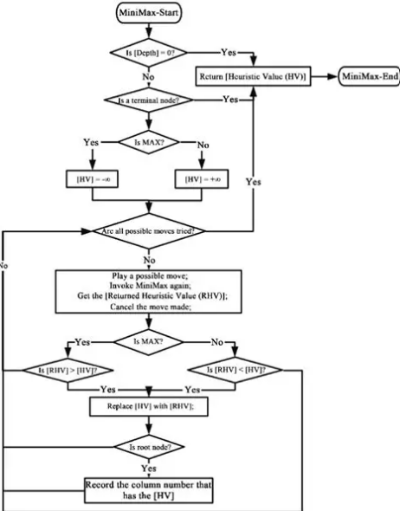 MiniMax-Start
Is [Depth] = 0?
Yes
Return [Heuristic Value (HV)]
MiniMax-End
No
Is a terminal node?
Yes
Is MAX?
Yes
No
[HV] = -∞
[HV] = +∞
Yes
Are all possible moves tried?
No
No
Play a possible move;
Invoke MiniMax again;
Get the [Returned Heuristic Value (RHV)];
Cancel the move made;
Is MAX?
Yes
No
Is [RHV] > [HV]?
Is [RHV] < [HV]?
Yes
Yes
Replace [HV] with [RHV];
Is root node?
Yes
Record the column number that
has the [HV]